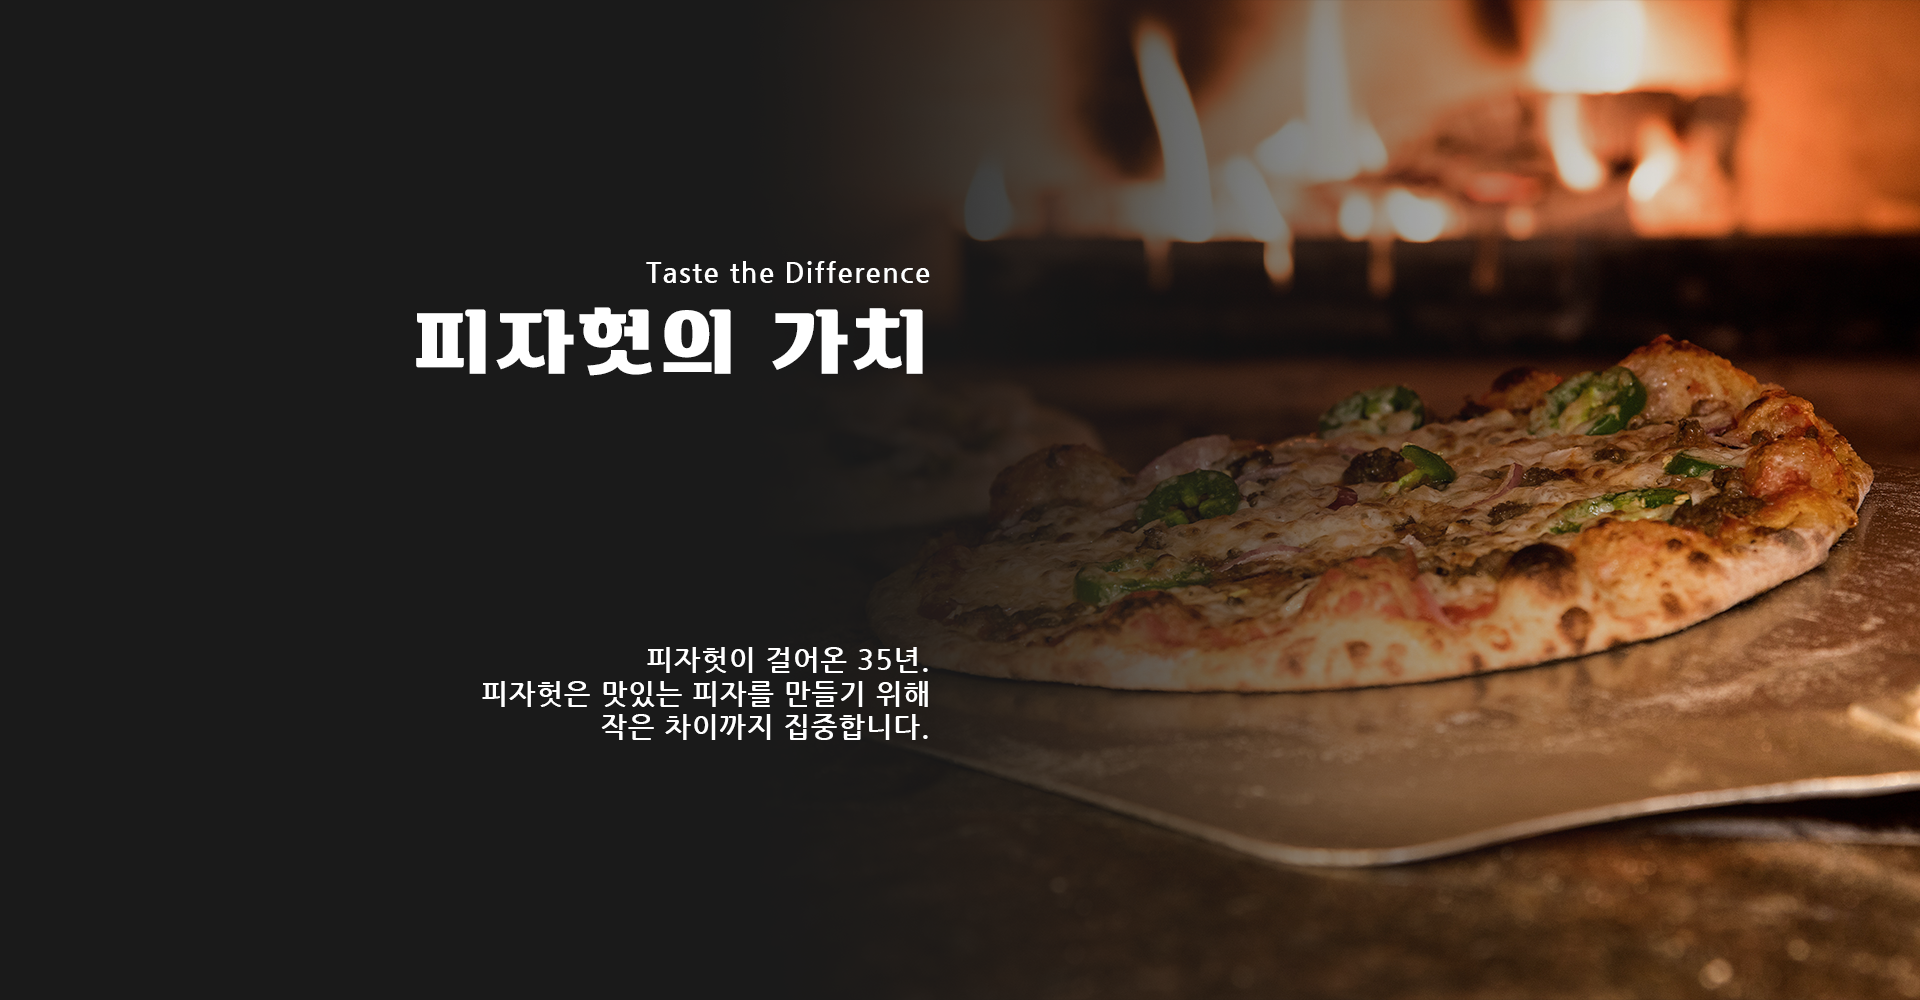 Taste the Difference
피자헛의 가치
피자헛이 걸어온 35년.
피자헛은 맛있는 피자를 만들기 위해
작은 차이까지 집중합니다.